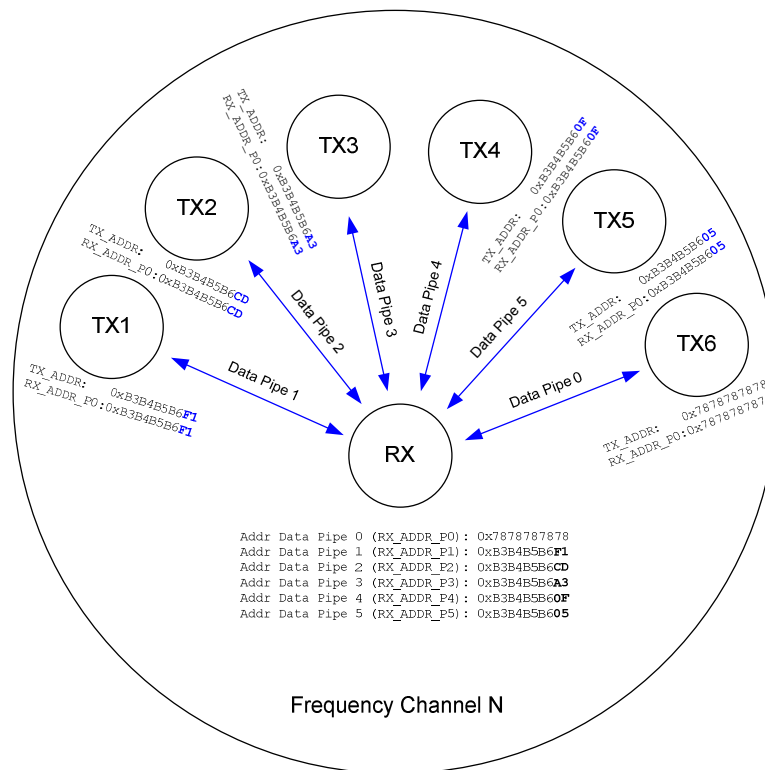 TX3
TX4
TX2
TX5
TX1
TX6
RX
TX_ADDR: 0xB3B4B5B6F1
RX_ADDR_P0:0xB3B4B5B6F1
TX_ADDR: 0xB3B4B5B6CD
RX_ADDR_P0:0xB3B4B5B6CD
TX_ADDR: 0xB3B4B5B6A3
RX_ADDR_P0:0xB3B4B5B6A3
TX_ADDR: 0xB3B4B5B60F
RX_ADDR_P0:0xB3B4B5B60F
TX_ADDR: 0xB3B4B5B605
RX_ADDR_P0:0xB3B4B5B605
TX_ADDR: 0x7878787878
RX_ADDR_P0:0x787878787
Data Pipe 1
Data Pipe 2
Data Pipe 3
Data Pipe 4
Data Pipe 5
Data Pipe 0
Addr Data Pipe 0 (RX_ADDR_P0): 0x7878787878
Addr Data Pipe 1 (RX_ADDR_P1): 0xB3B4B5B6F1
Addr Data Pipe 2 (RX_ADDR_P2): 0xB3B4B5B6CD
Addr Data Pipe 3 (RX_ADDR_P3): 0xB3B4B5B6A3
Addr Data Pipe 4 (RX_ADDR_P4): 0xB3B4B5B60F
Addr Data Pipe 5 (RX_ADDR_P5): 0xB3B4B5B605
Frequency Channel N